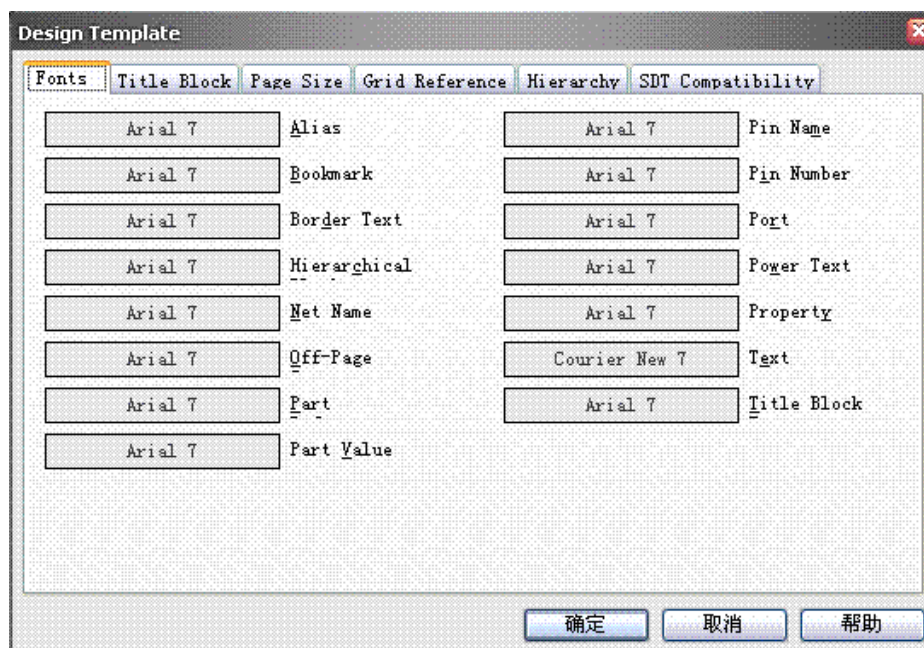 Design Template
Fonts Title Block Page Size Grid Reference Hierarchy SDT Compatibility
Arial 7 Alias Arial 7 Pin Name
Arial 7 Bookmark Arial 7 Pin Number
Arial 7 Border Text Arial 7 Port
Arial 7 Hierarchical Arial 7 Power Text
Arial 7 Net Name Arial 7 Property
Arial 7 Off-Page Courier New 7 Text
Arial 7 Part Arial 7 Title Block
Arial 7 Part Value
确定 取消 帮助